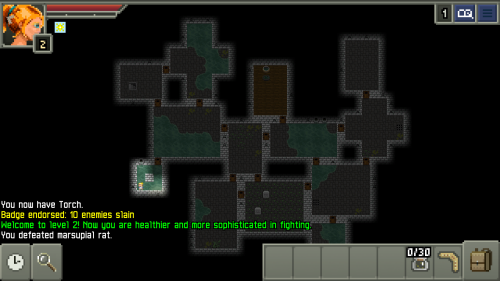 1
2
You now have Torch.
Badge endorsed: 10 enemies slain
Welcome to level 2! Now you are healthier and more sophisticated in fighting.
You defeated marsupial rat.
0/30